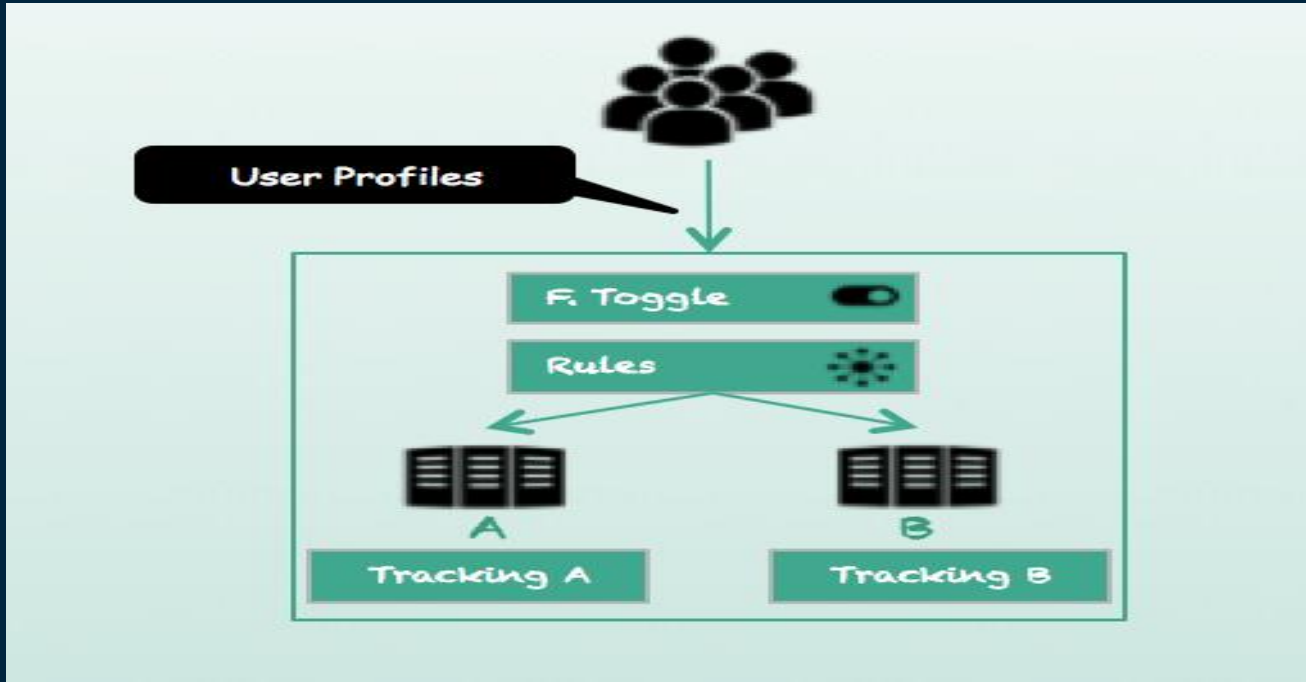 User Profiles
F. Toggle
Rules
A
B
Tracking A
Tracking B